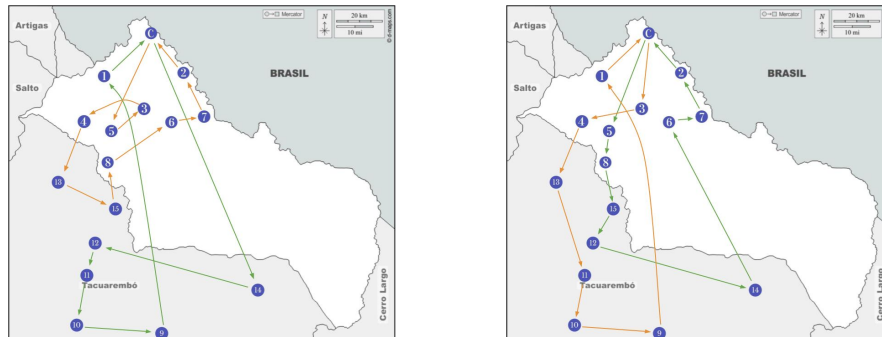 Mercator
N
20 km
10 mi
© d-maps.com
Artigas
C
BRASIL
2
1
Salto
3
7
4
6
5
8
13
15
12
11
Tacuarembó
14
Cerro Largo
10
9
Mercator
N
20 km
10 mi
Artigas
C
BRASIL
2
1
Salto
3
7
4
6
5
8
13
15
12
11
Tacuarembó
14
Cerro Largo
10
9